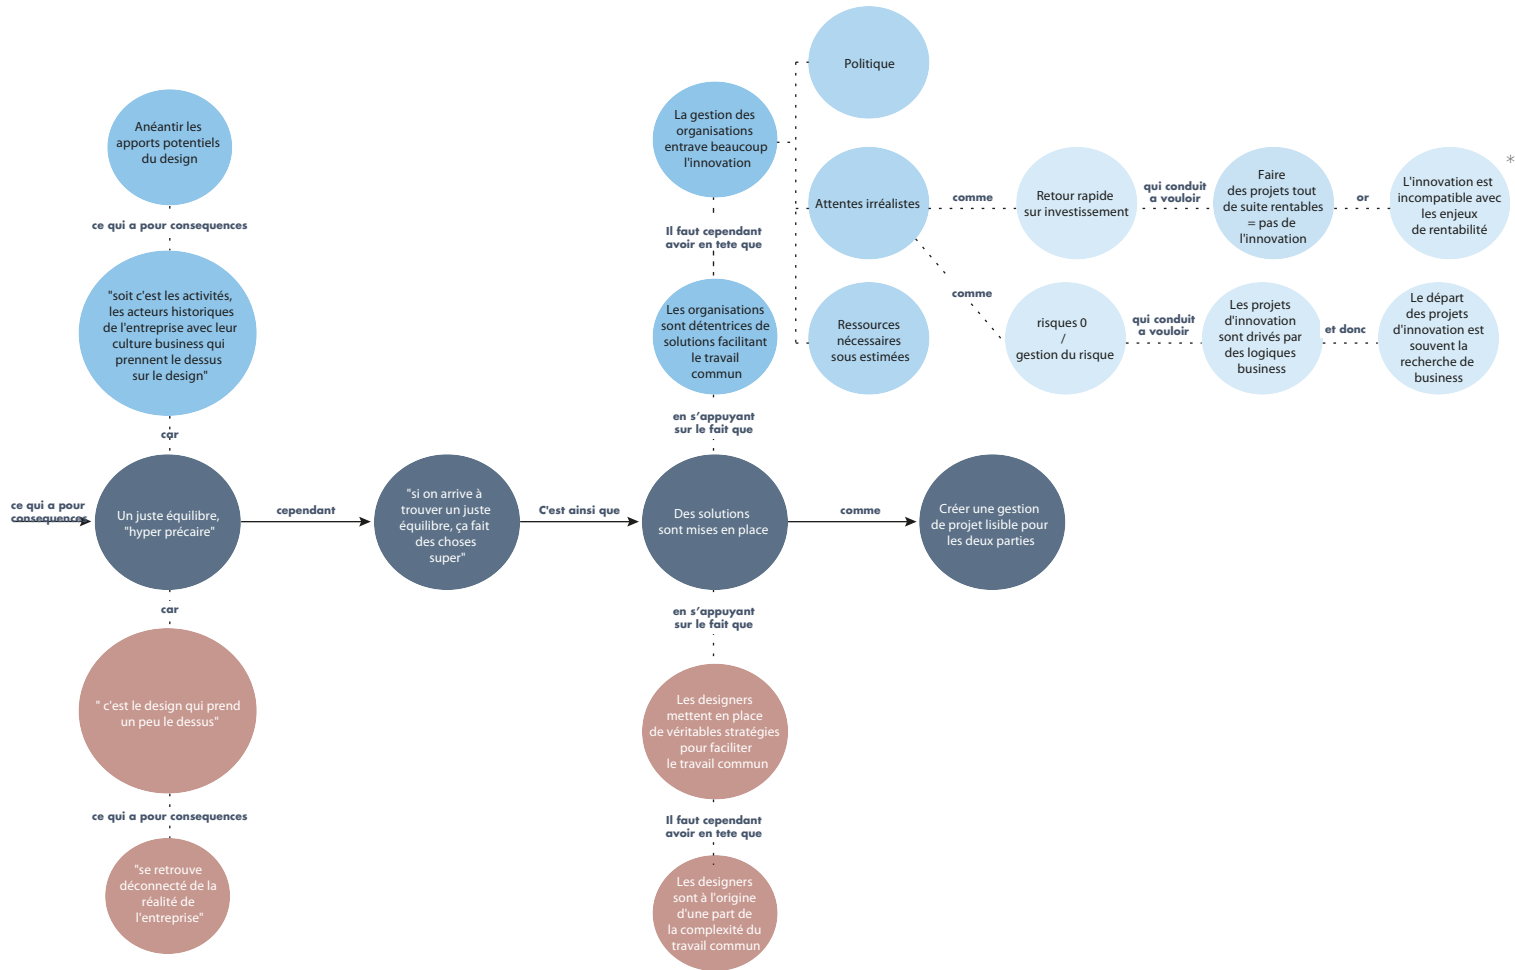 Politique
Anéantir les
apports potentiels
du design
La gestion des
organisations
entrave beaucoup
l'innovation
Attentes irréalistes
comme
Retour rapide
sur investissement
qui conduit
a vouloir
Faire
des projets tout
de suite rentables
= pas de
l'innovation
or
L'innovation est
incompatible avec
les enjeux
de rentabilité
*
ce qui a pour consequences
Il faut cependant
avoir en tete que
"soit c'est les activités,
les acteurs historiques
de l'entreprise avec leur
culture business qui
prennent le dessus
sur le design"
Les organisations
sont détentrices de
solutions facilitant
le travail
commun
Ressources
nécessaires
sous estimées
comme
risques 0
/
gestion du risque
qui conduit
a vouloir
Les projets
d'innovation
sont drivés par
des logiques
business
et donc
Le départ
des projets
d'innovation est
souvent la
recherche de
business
car
en s'appuyant
sur le fait que
ce qui a pour
consequences
Un juste équilibre,
"hyper précaire"
cependant
"si on arrive à
trouver un juste
équilibre, ça fait
des choses
super"
C'est ainsi que
Des solutions
sont mises en place
comme
Créer une gestion
de projet lisible pour
les deux parties
car
en s'appuyant
sur le fait que
" c'est le design qui prend
un peu le dessus"
Les designers
mettent en place
de véritables stratégies
pour faciliter
le travail commun
ce qui a pour consequences
Il faut cependant
avoir en tete que
"se retrouve
déconnecté de la
réalité de
l'entreprise"
Les designers
sont à l'origine
d'une part de
la complexité du
travail commun